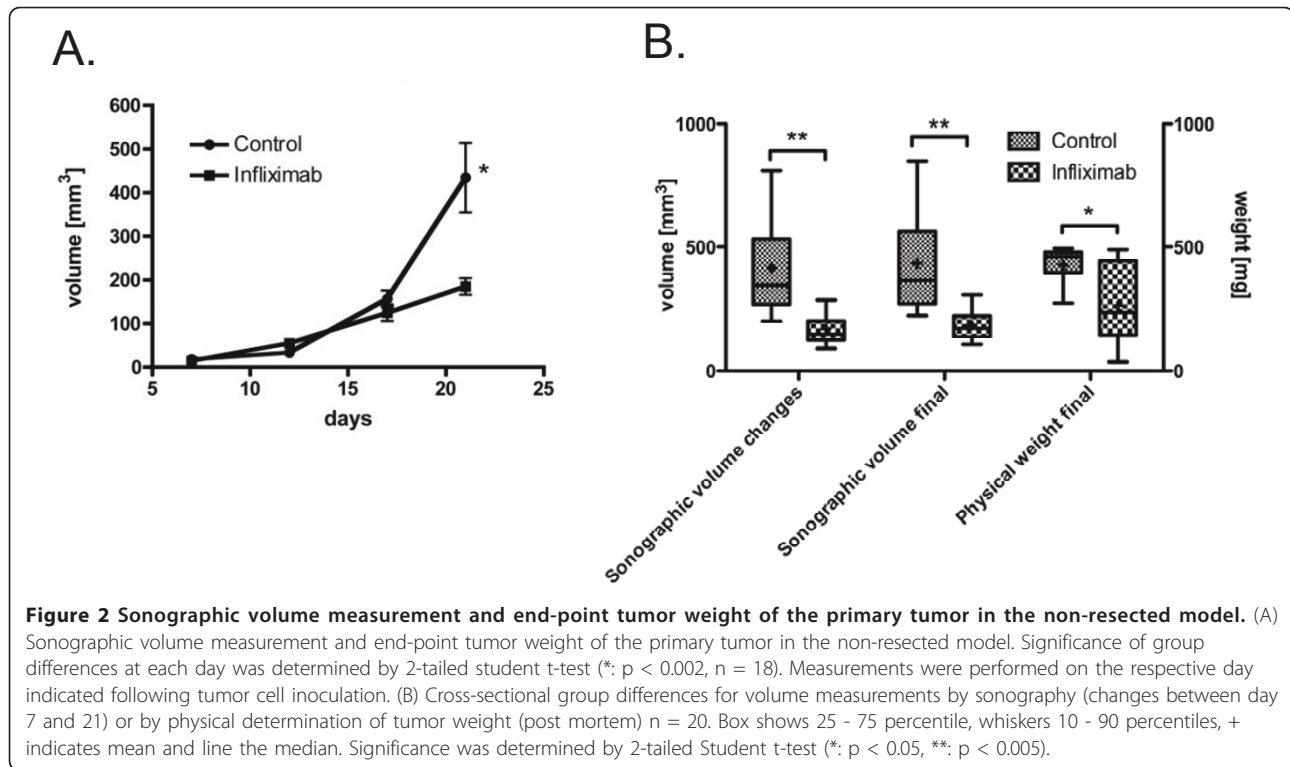 A.
600
500
400
300
200
100
0
volume [mm³]
Control
Infliximab
*
5
10
15
20
25
days
B.
1000
500
0
volume [mm³]
**
**
*
Control
Infliximab
1000
500
0
weight [mg]
Sonographic volume changes
Sonographic volume final
Physical weight final
Figure 2 Sonographic volume measurement and end-point tumor weight of the primary tumor in the non-resected model. (A)
Sonographic volume measurement and end-point tumor weight of the primary tumor in the non-resected model. Significance of group
differences at each day was determined by 2-tailed student t-test (*: p < 0.002, n = 18). Measurements were performed on the respective day
indicated following tumor cell inoculation. (B) Cross-sectional group differences for volume measurements by sonography (changes between day
7 and 21) or by physical determination of tumor weight (post mortem) n = 20. Box shows 25 - 75 percentile, whiskers 10 - 90 percentiles, +
indicates mean and line the median. Significance was determined by 2-tailed Student t-test (*: p < 0.05, **: p < 0.005).